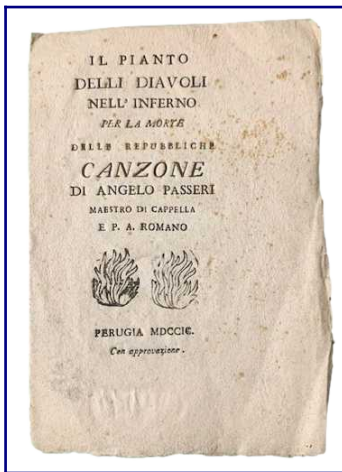 IL PIANTO
DELLI DIAVOLI
NELL' INFERNO
PER LA MORTE
DELLE REPUBBLICHE
CANZONE
DI ANGELO PASSERI
MAESTRO DI CAPPELLA
E P. A. ROMANO
PERUGIA MDCCIC.
Con approvazione.